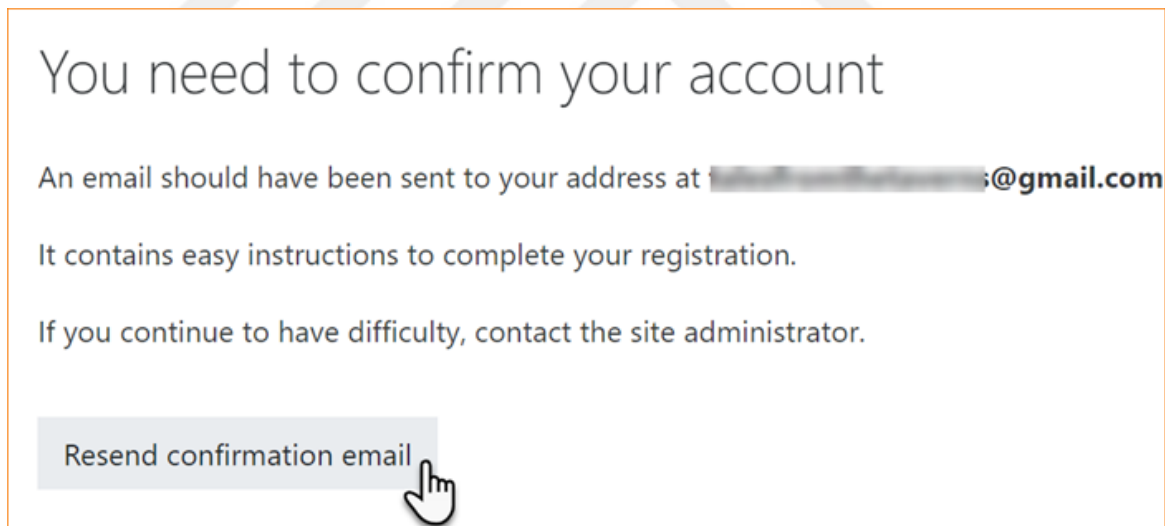 You need to confirm your account
An email should have been sent to your address at s@gmail.com
It contains easy instructions to complete your registration.
If you continue to have difficulty, contact the site administrator.
Resend confirmation email